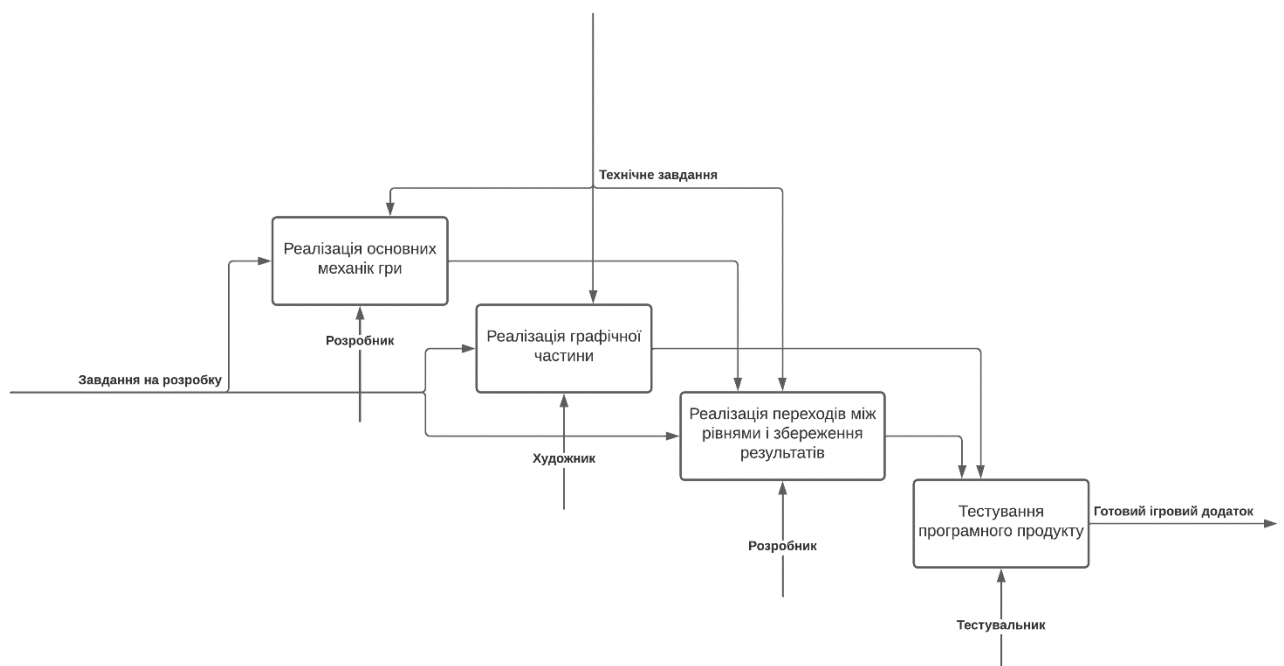 Технічне завдання
Реалізація основних
механік гри
Розробник
Реалізація графічної
частини
Завдання на розробку
Реалізація переходів між
рівнями і збереження
результатів
Художник
Тестування
програмного продукту
Готовий ігровий додаток
Розробник
Тестувальник